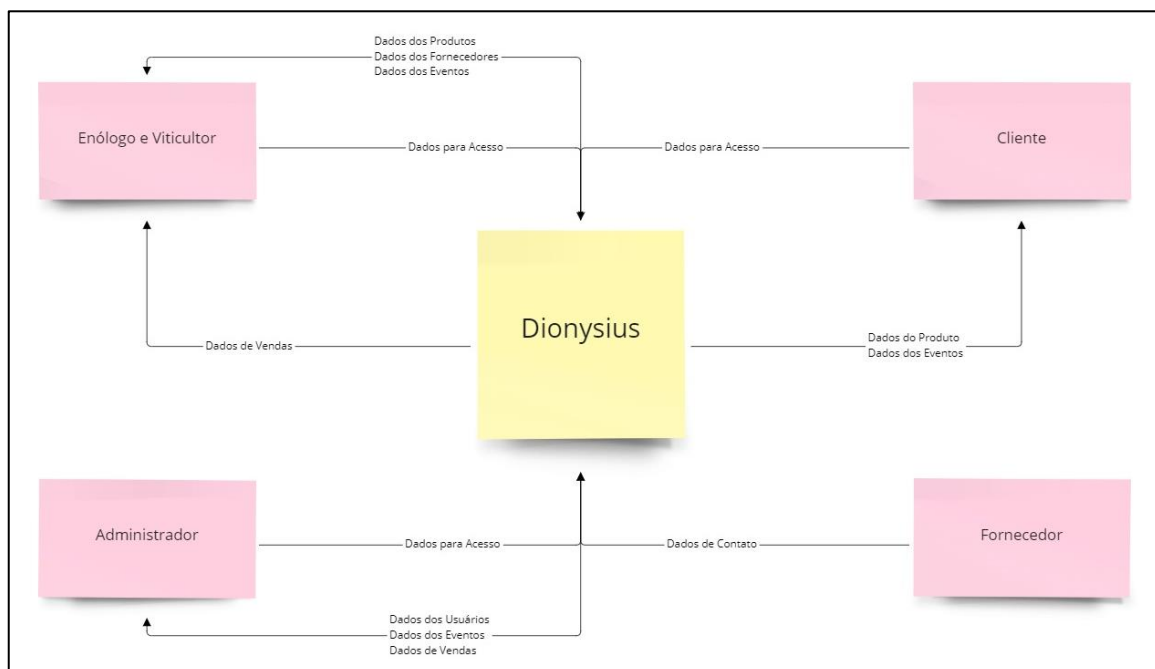 Dados dos Produtos
Dados dos Fornecedores
Dados dos Eventos
Enólogo e Viticultor
Cliente
Dados para Acesso
Dados para Acesso
Dionysius
Dados de Vendas
Dados do Produto
Dados dos Eventos
Administrador
Fornecedor
Dados para Acesso
Dados de Contato
Dados dos Usuários
Dados dos Eventos
Dados de Vendas